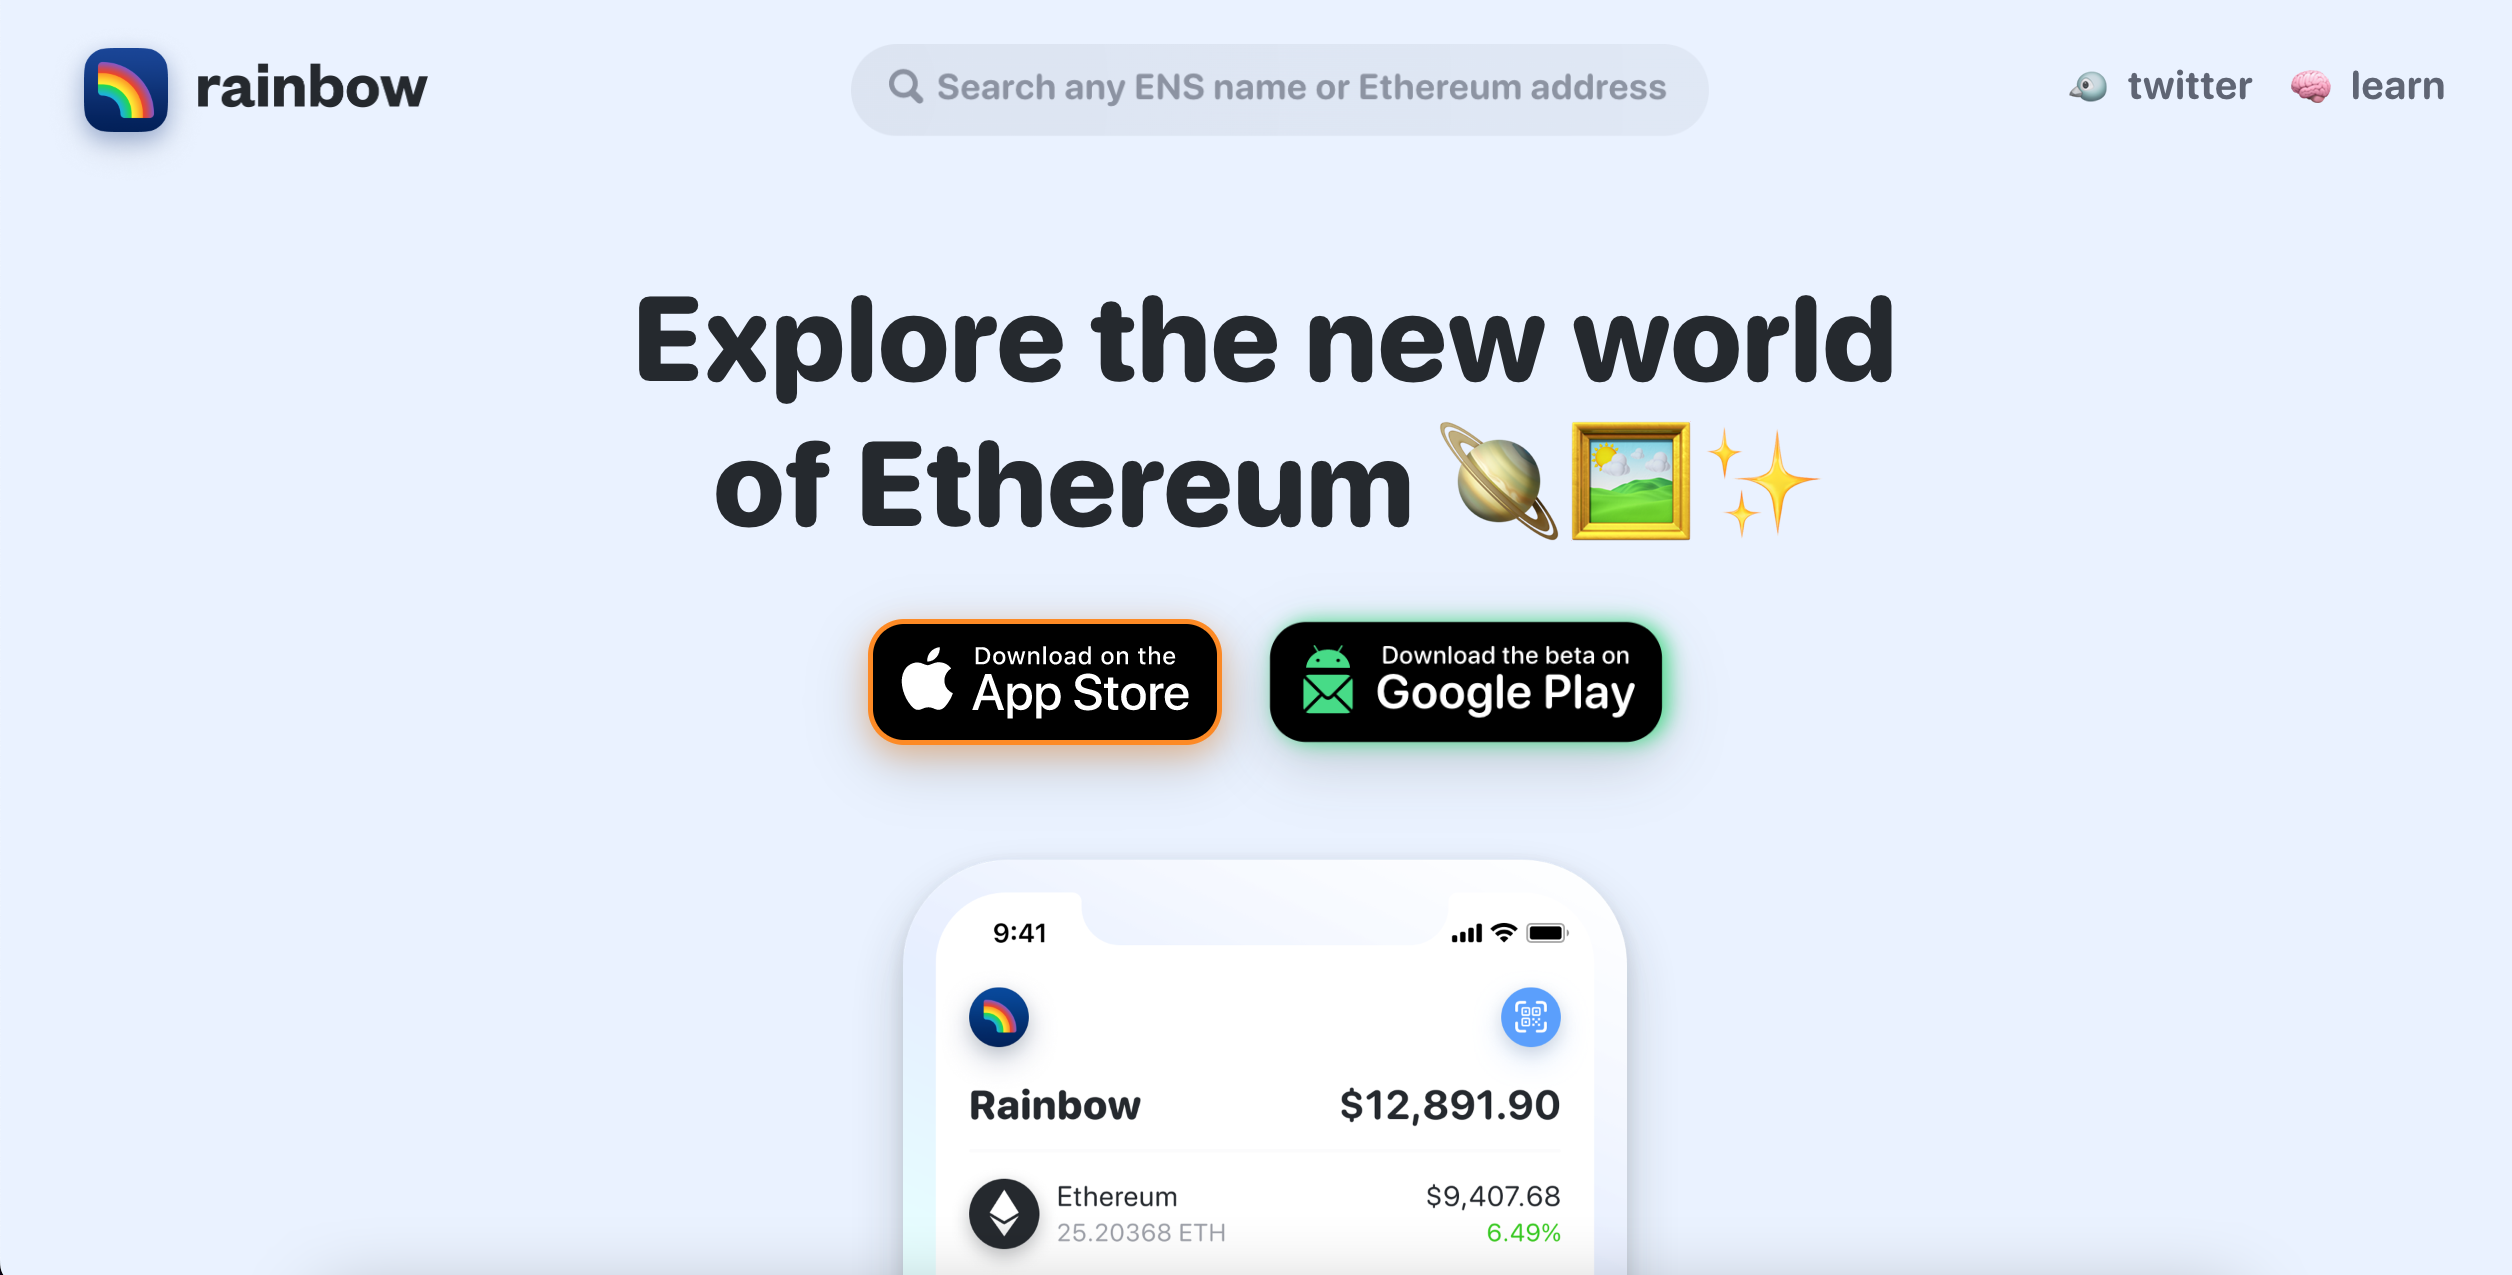 rainbow
Search any ENS name or Ethereum address
twitter
learn
Explore the new world
of Ethereum
Download on the
App Store
Download the beta on
Google Play
9:41
Rainbow
$12,891.90
Ethereum
$9,407.68
25.20368 ETH
6.49%